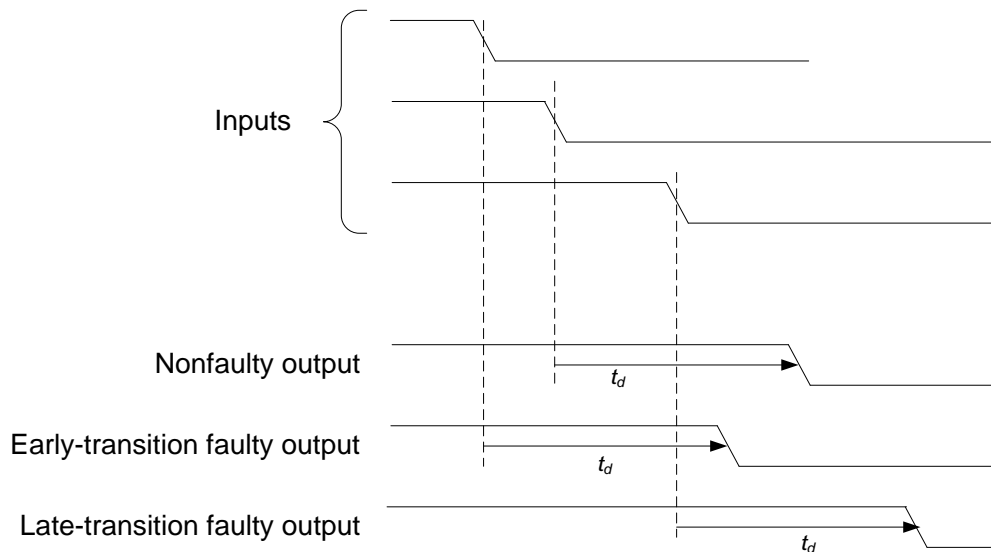 Inputs
Nonfaulty output
t_d
Early-transition faulty output
t_d
Late-transition faulty output
t_d